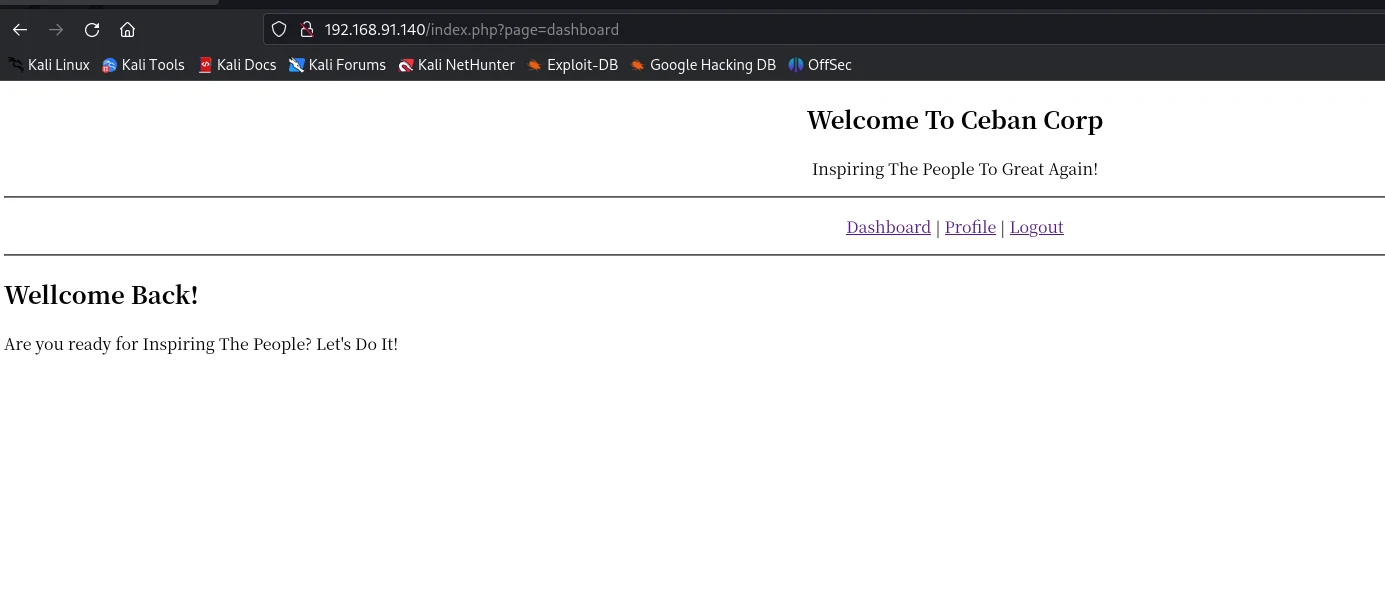 192.168.91.140/index.php?page=dashboard
Kali Linux Kali Tools Kali Docs Kali Forums Kali NetHunter Exploit-DB Google Hacking DB OffSec
Welcome To Ceban Corp
Inspiring The People To Great Again!
Dashboard | Profile | Logout
Wellcome Back!
Are you ready for Inspiring The People? Let's Do It!